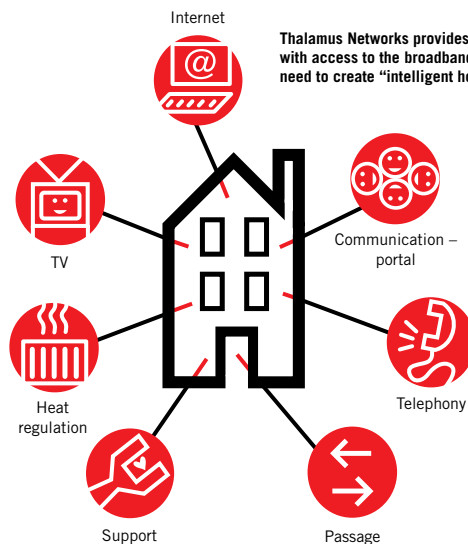 Internet
Thalamus Networks provides
with access to the broadband
need to create “intelligent
@
TV
Communication –
portal
Heat
regulation
Telephony
Support
Passage